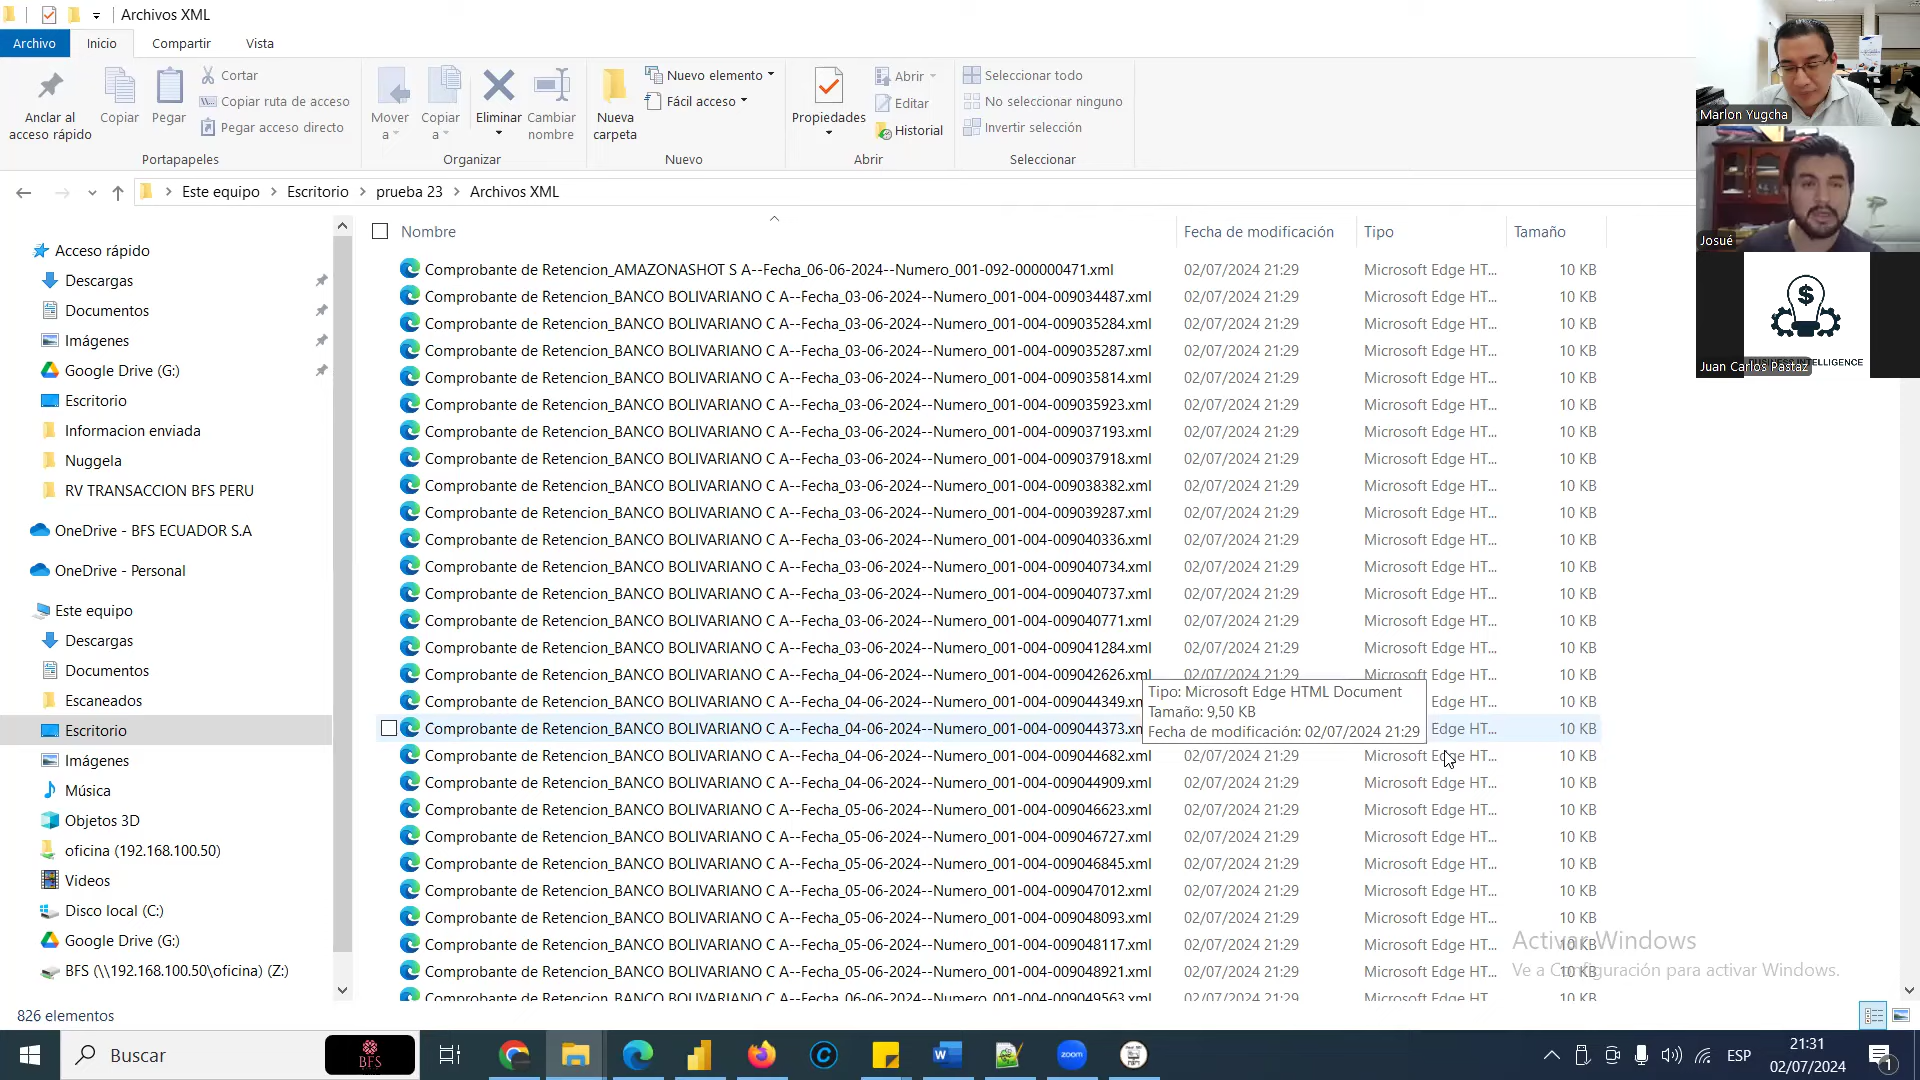 Archivos XML
Archivo
Inicio
Compartir
Vista
Anclar al
acceso rápido
Copiar
Pegar
Cortar
Copiar ruta de acceso
Pegar acceso directo
Portapapeles
Mover
a
Copiar
a
Eliminar
Cambiar
nombre
Organizar
Nueva
carpeta
Nuevo elemento
Fácil acceso
Nuevo
Propiedades
Abrir
Editar
Historial
Abrir
Seleccionar todo
No seleccionar ninguno
Invertir selección
Seleccionar
Este equipo
Escritorio
prueba 23
Archivos XML
Acceso rápido
Descargas
Documentos
Imágenes
Google Drive (G:)
Escritorio
Informacion enviada
Nuggela
RV TRANSACCION BFS PERU
OneDrive - BFS ECUADOR S.A
OneDrive - Personal
Este equipo
Descargas
Documentos
Escaneados
Escritorio
Imágenes
Música
Objetos 3D
oficina (192.168.100.50)
Videos
Disco local (C:)
Google Drive (G:)
BFS (\\192.168.100.50\oficina) (Z:)
Nombre Fecha de modificación Tipo Tamaño
Comprobante de Retencion_AMAZONASHOT S A--Fecha_06-06-2024--Numero_001-092-000000471.xml 02/07/2024 21:29 Microsoft Edge HT... 10 KB
Comprobante de Retencion_BANCO BOLIVARIANO C A--Fecha_03-06-2024--Numero_001-004-009034487.xml 02/07/2024 21:29 Microsoft Edge HT... 10 KB
Comprobante de Retencion_BANCO BOLIVARIANO C A--Fecha_03-06-2024--Numero_001-004-009035284.xml 02/07/2024 21:29 Microsoft Edge HT... 10 KB
Comprobante de Retencion_BANCO BOLIVARIANO C A--Fecha_03-06-2024--Numero_001-004-009035287.xml 02/07/2024 21:29 Microsoft Edge HT... 10 KB
Comprobante de Retencion_BANCO BOLIVARIANO C A--Fecha_03-06-2024--Numero_001-004-009035814.xml 02/07/2024 21:29 Microsoft Edge HT... 10 KB
Comprobante de Retencion_BANCO BOLIVARIANO C A--Fecha_03-06-2024--Numero_001-004-009035923.xml 02/07/2024 21:29 Microsoft Edge HT... 10 KB
Comprobante de Retencion_BANCO BOLIVARIANO C A--Fecha_03-06-2024--Numero_001-004-009037193.xml 02/07/2024 21:29 Microsoft Edge HT... 10 KB
Comprobante de Retencion_BANCO BOLIVARIANO C A--Fecha_03-06-2024--Numero_001-004-009037918.xml 02/07/2024 21:29 Microsoft Edge HT... 10 KB
Comprobante de Retencion_BANCO BOLIVARIANO C A--Fecha_03-06-2024--Numero_001-004-009038382.xml 02/07/2024 21:29 Microsoft Edge HT... 10 KB
Comprobante de Retencion_BANCO BOLIVARIANO C A--Fecha_03-06-2024--Numero_001-004-009039287.xml 02/07/2024 21:29 Microsoft Edge HT... 10 KB
Comprobante de Retencion_BANCO BOLIVARIANO C A--Fecha_03-06-2024--Numero_001-004-009040336.xml 02/07/2024 21:29 Microsoft Edge HT... 10 KB
Comprobante de Retencion_BANCO BOLIVARIANO C A--Fecha_03-06-2024--Numero_001-004-009040734.xml 02/07/2024 21:29 Microsoft Edge HT... 10 KB
Comprobante de Retencion_BANCO BOLIVARIANO C A--Fecha_03-06-2024--Numero_001-004-009040737.xml 02/07/2024 21:29 Microsoft Edge HT... 10 KB
Comprobante de Retencion_BANCO BOLIVARIANO C A--Fecha_03-06-2024--Numero_001-004-009040771.xml 02/07/2024 21:29 Microsoft Edge HT... 10 KB
Comprobante de Retencion_BANCO BOLIVARIANO C A--Fecha_03-06-2024--Numero_001-004-009041284.xml 02/07/2024 21:29 Microsoft Edge HT... 10 KB
Comprobante de Retencion_BANCO BOLIVARIANO C A--Fecha_04-06-2024--Numero_001-004-009042626.xml 02/07/2024 21:29 Microsoft Edge HT... 10 KB
Comprobante de Retencion_BANCO BOLIVARIANO C A--Fecha_04-06-2024--Numero_001-004-009044349.xm Edge HT... 10 KB
Comprobante de Retencion_BANCO BOLIVARIANO C A--Fecha_04-06-2024--Numero_001-004-009044373.xm Edge HT... 10 KB
Tipo: Microsoft Edge HTML Document
Tamaño: 9,50 KB
Fecha de modificación: 02/07/2024 21:29
Comprobante de Retencion_BANCO BOLIVARIANO C A--Fecha_04-06-2024--Numero_001-004-009044682.xml 02/07/2024 21:29 Microsoft Edge HT... 10 KB
Comprobante de Retencion_BANCO BOLIVARIANO C A--Fecha_04-06-2024--Numero_001-004-009044909.xml 02/07/2024 21:29 Microsoft Edge HT... 10 KB
Comprobante de Retencion_BANCO BOLIVARIANO C A--Fecha_05-06-2024--Numero_001-004-009046623.xml 02/07/2024 21:29 Microsoft Edge HT... 10 KB
Comprobante de Retencion_BANCO BOLIVARIANO C A--Fecha_05-06-2024--Numero_001-004-009046727.xml 02/07/2024 21:29 Microsoft Edge HT... 10 KB
Comprobante de Retencion_BANCO BOLIVARIANO C A--Fecha_05-06-2024--Numero_001-004-009046845.xml 02/07/2024 21:29 Microsoft Edge HT... 10 KB
Comprobante de Retencion_BANCO BOLIVARIANO C A--Fecha_05-06-2024--Numero_001-004-009047012.xml 02/07/2024 21:29 Microsoft Edge HT... 10 KB
Comprobante de Retencion_BANCO BOLIVARIANO C A--Fecha_05-06-2024--Numero_001-004-009048093.xml 02/07/2024 21:29 Microsoft Edge HT... 10 KB
Comprobante de Retencion_BANCO BOLIVARIANO C A--Fecha_05-06-2024--Numero_001-004-009048117.xml 02/07/2024 21:29 Microsoft Edge HT... 10 KB
Comprobante de Retencion_BANCO BOLIVARIANO C A--Fecha_05-06-2024--Numero_001-004-009048921.xml 02/07/2024 21:29 Microsoft Edge HT... 10 KB
Comprobante de Retencion_BANCO BOLIVARIANO C A--Fecha_06-06-2024--Numero_001-004-009049563.xml 02/07/2024 21:29 Microsoft Edge HT... 10 KB
Activar Windows
Ve a Configuración para activar Windows.
Marlon Yugcha
Josué
Juan Carlos Pastaz
826 elementos
Buscar
BFS
zoom
ESP
21:31
02/07/2024
1